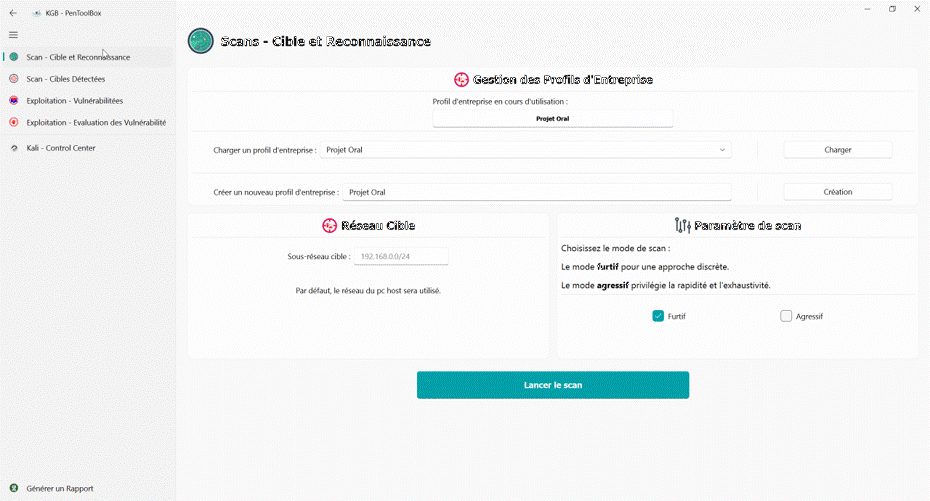 KGB - PenToolBox
Scan - Cible et Reconnaissance
Scan - Cibles Détectées
Exploitation - Vulnérabilitées
Exploitation - Evaluation des Vulnérabilité
Kali - Control Center
Générer un Rapport
Scans - Cible et Reconnaissance
Gestion des Profils d'Entreprise
Profil d'entreprise en cours d'utilisation :
Projet Oral
Charger un profil d'entreprise : Projet Oral Charger
Créer un nouveau profil d'entreprise : Projet Oral Création
Réseau Cible
Sous-réseau cible : 192.168.0.0/24
Par défaut, le réseau du pc host sera utilisé.
Paramètre de scan
Choisissez le mode de scan :
Le mode furtif pour une approche discrète.
Le mode agressif privilégie la rapidité et l'exhaustivité.
Furtif Agressif
Lancer le scan